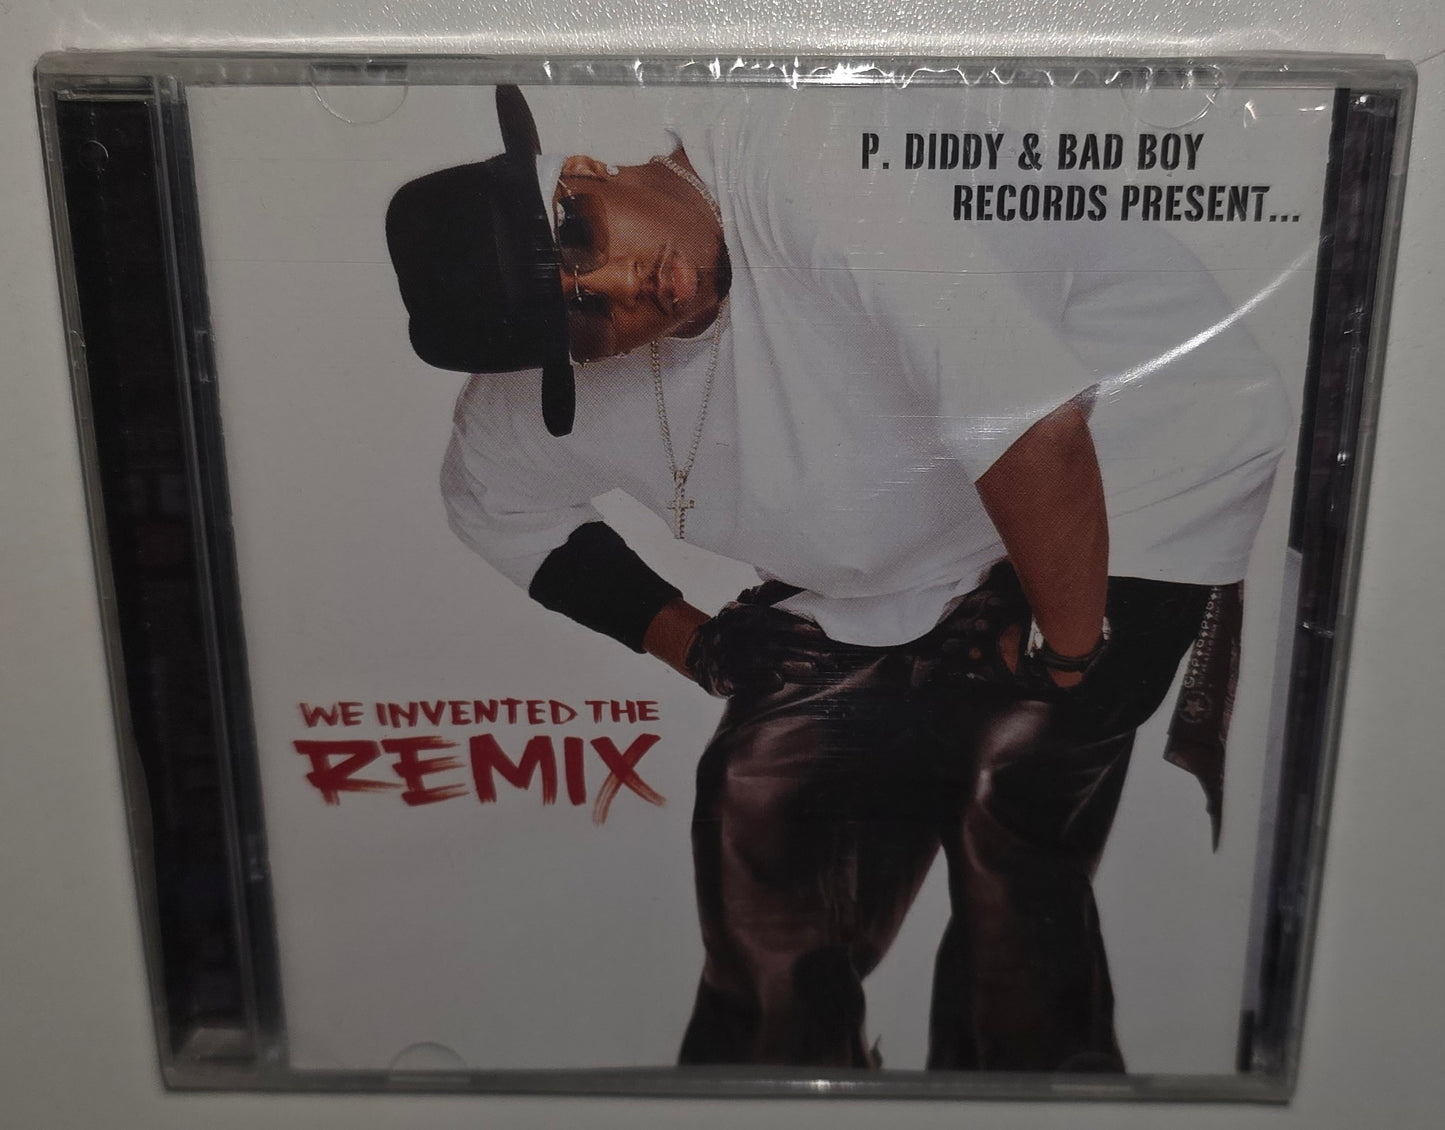 P. DIDDY & BAD BOY
RECORDS PRESENT...
WE INVENTED THE
REMIX